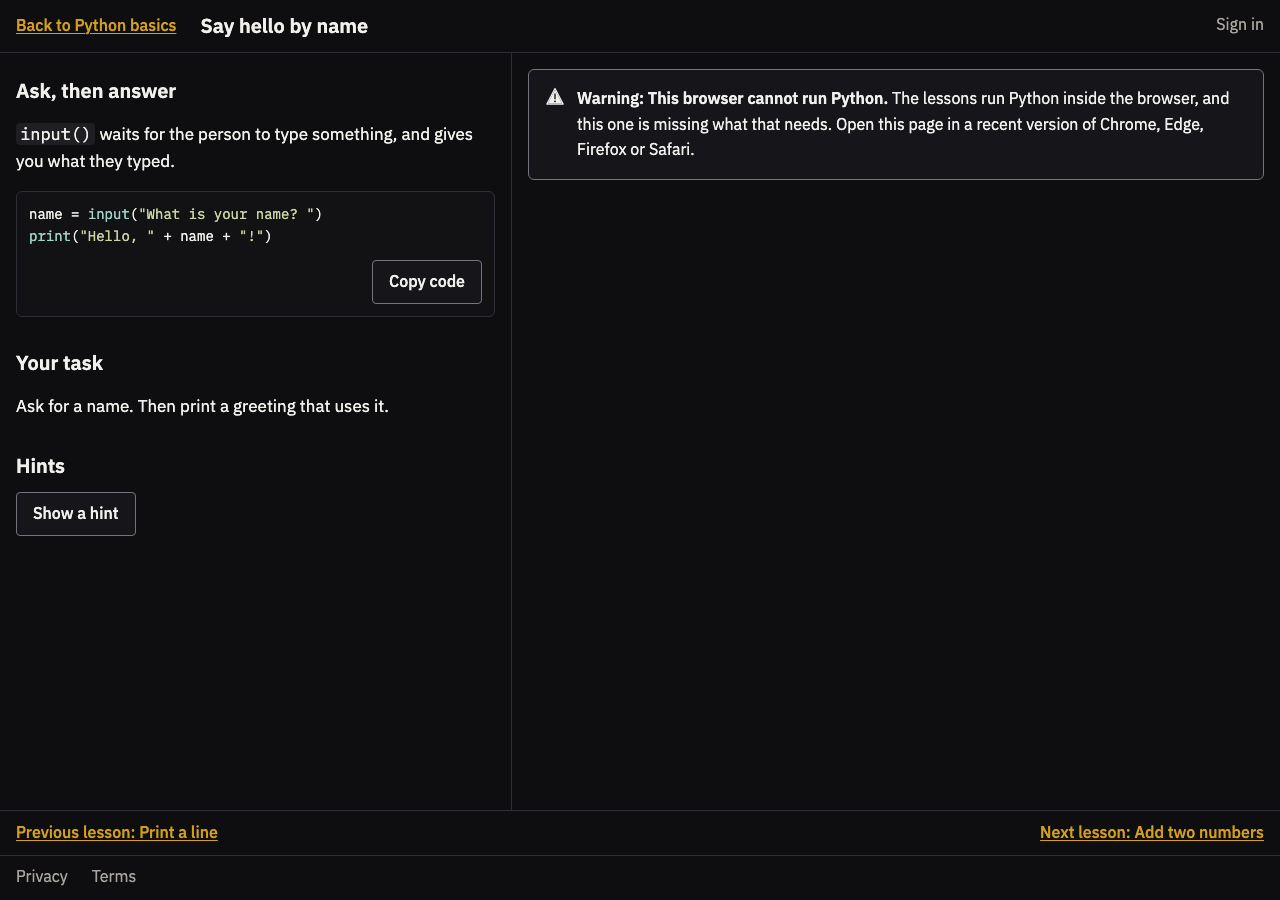 Back to Python basics
Say hello by name
Sign in
Ask, then answer
input() waits for the person to type something, and gives
you what they typed.
name = input("What is your name? ")
print("Hello, " + name + "!")
Copy code
Your task
Ask for a name. Then print a greeting that uses it.
Hints
Show a hint
Warning: This browser cannot run Python. The lessons run Python inside the browser, and
this one is missing what that needs. Open this page in a recent version of Chrome, Edge,
Firefox or Safari.
Previous lesson: Print a line
Next lesson: Add two numbers
Privacy
Terms